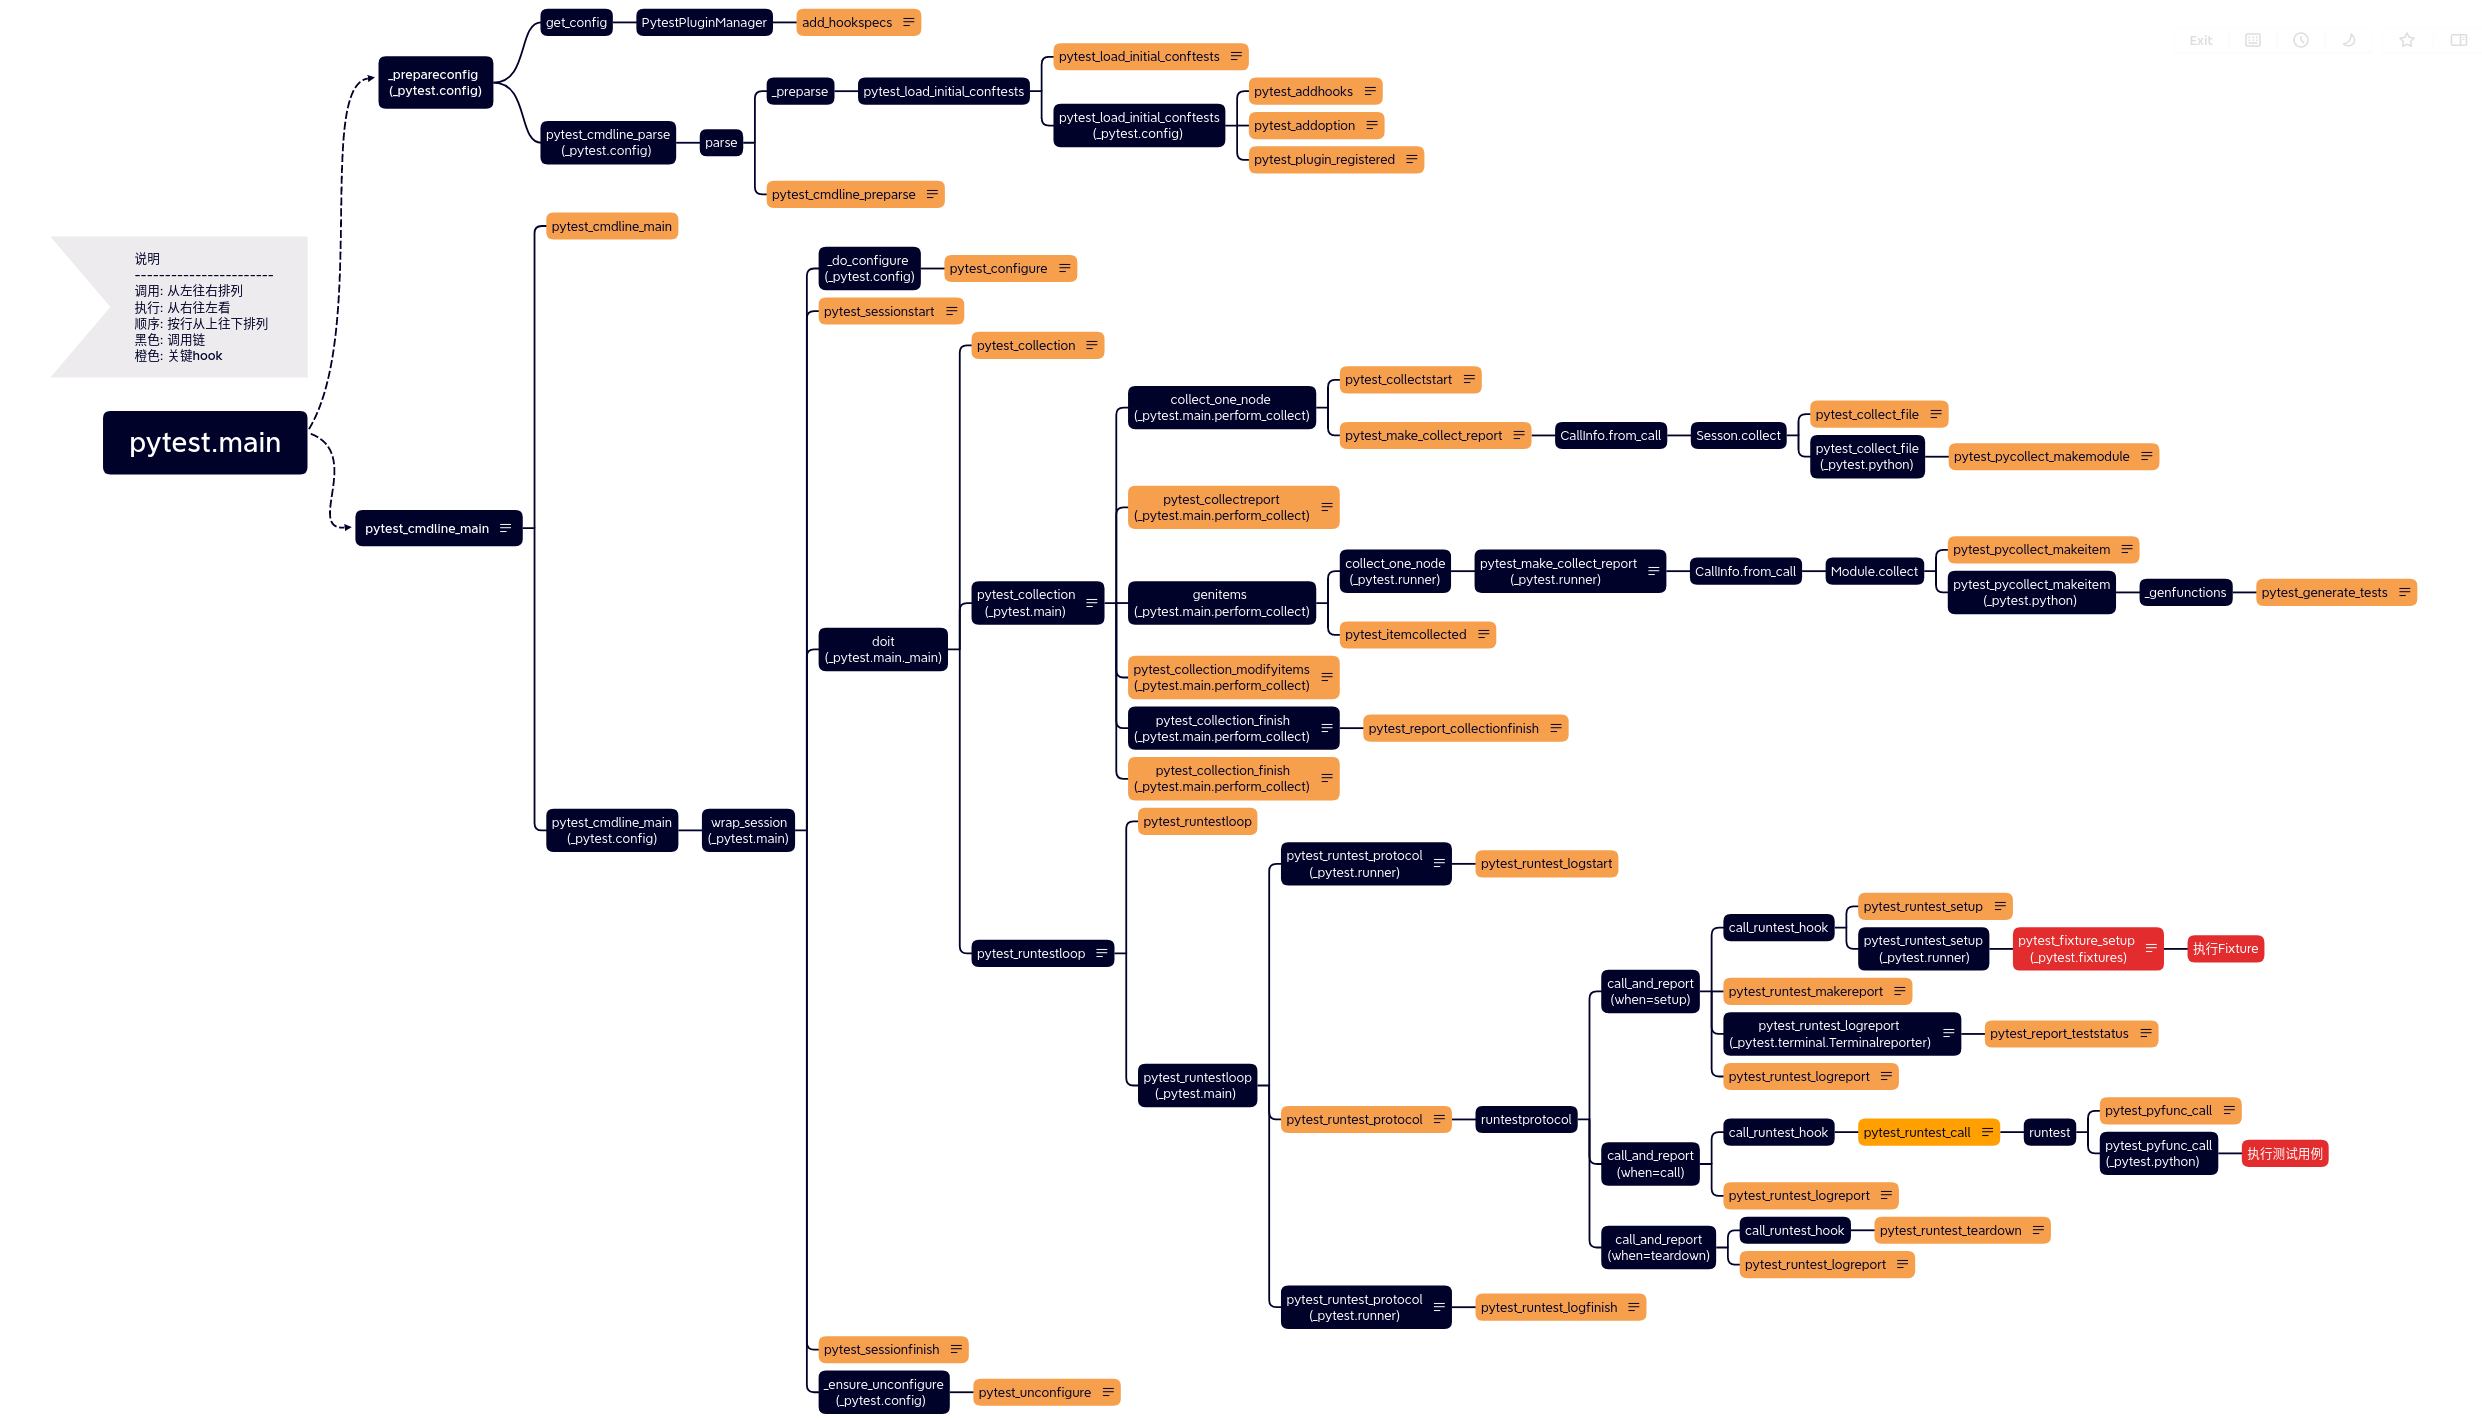 get_config
PytestPluginManager
add_hookspecs
Exit
_prepareconfig
(_pytest.config)
pytest_load_initial_conftests
_preparse
pytest_load_initial_conftests
pytest_addhooks
pytest_load_initial_conftests
(_pytest.config)
pytest_addoption
pytest_cmdline_parse
(_pytest.config)
parse
pytest_plugin_registered
pytest_cmdline_preparse
pytest_cmdline_main
说明
-----------------------
调用: 从左往右排列
执行: 从右往左看
顺序: 按行从上往下排列
黑色: 调用链
橙色: 关键hook
_do_configure
(_pytest.config)
pytest_configure
pytest_sessionstart
pytest_collection
pytest_collectstart
collect_one_node
(_pytest.main.perform_collect)
pytest_make_collect_report
CallInfo.from_call
Sesson.collect
pytest_collect_file
pytest_collect_file
(_pytest.python)
pytest_pycollect_makemodule
pytest.main
pytest_cmdline_main
pytest_collectreport
(_pytest.main.perform_collect)
collect_one_node
(_pytest.runner)
pytest_make_collect_report
(_pytest.runner)
CallInfo.from_call
Module.collect
pytest_pycollect_makeitem
pytest_pycollect_makeitem
(_pytest.python)
_genfunctions
pytest_generate_tests
pytest_collection
(_pytest.main)
genitems
(_pytest.main.perform_collect)
pytest_itemcollected
doit
(_pytest.main._main)
pytest_collection_modifyitems
(_pytest.main.perform_collect)
pytest_collection_finish
(_pytest.main.perform_collect)
pytest_report_collectionfinish
pytest_collection_finish
(_pytest.main.perform_collect)
pytest_cmdline_main
(_pytest.config)
wrap_session
(_pytest.main)
pytest_runtestloop
pytest_runtest_protocol
(_pytest.runner)
pytest_runtest_logstart
pytest_runtestloop
call_runtest_hook
pytest_runtest_setup
pytest_runtest_setup
(_pytest.runner)
pytest_fixture_setup
(_pytest.fixtures)
执行Fixture
call_and_report
(when=setup)
pytest_runtest_makereport
pytest_runtest_logreport
(_pytest.terminal.Terminalreporter)
pytest_report_teststatus
pytest_runtest_logreport
pytest_runtestloop
(_pytest.main)
pytest_runtest_protocol
runtestprotocol
call_and_report
(when=call)
call_runtest_hook
pytest_runtest_call
runtest
pytest_pyfunc_call
pytest_pyfunc_call
(_pytest.python)
执行测试用例
pytest_runtest_logreport
call_and_report
(when=teardown)
call_runtest_hook
pytest_runtest_teardown
pytest_runtest_logreport
pytest_runtest_protocol
(_pytest.runner)
pytest_runtest_logfinish
pytest_sessionfinish
_ensure_unconfigure
(_pytest.config)
pytest_unconfigure